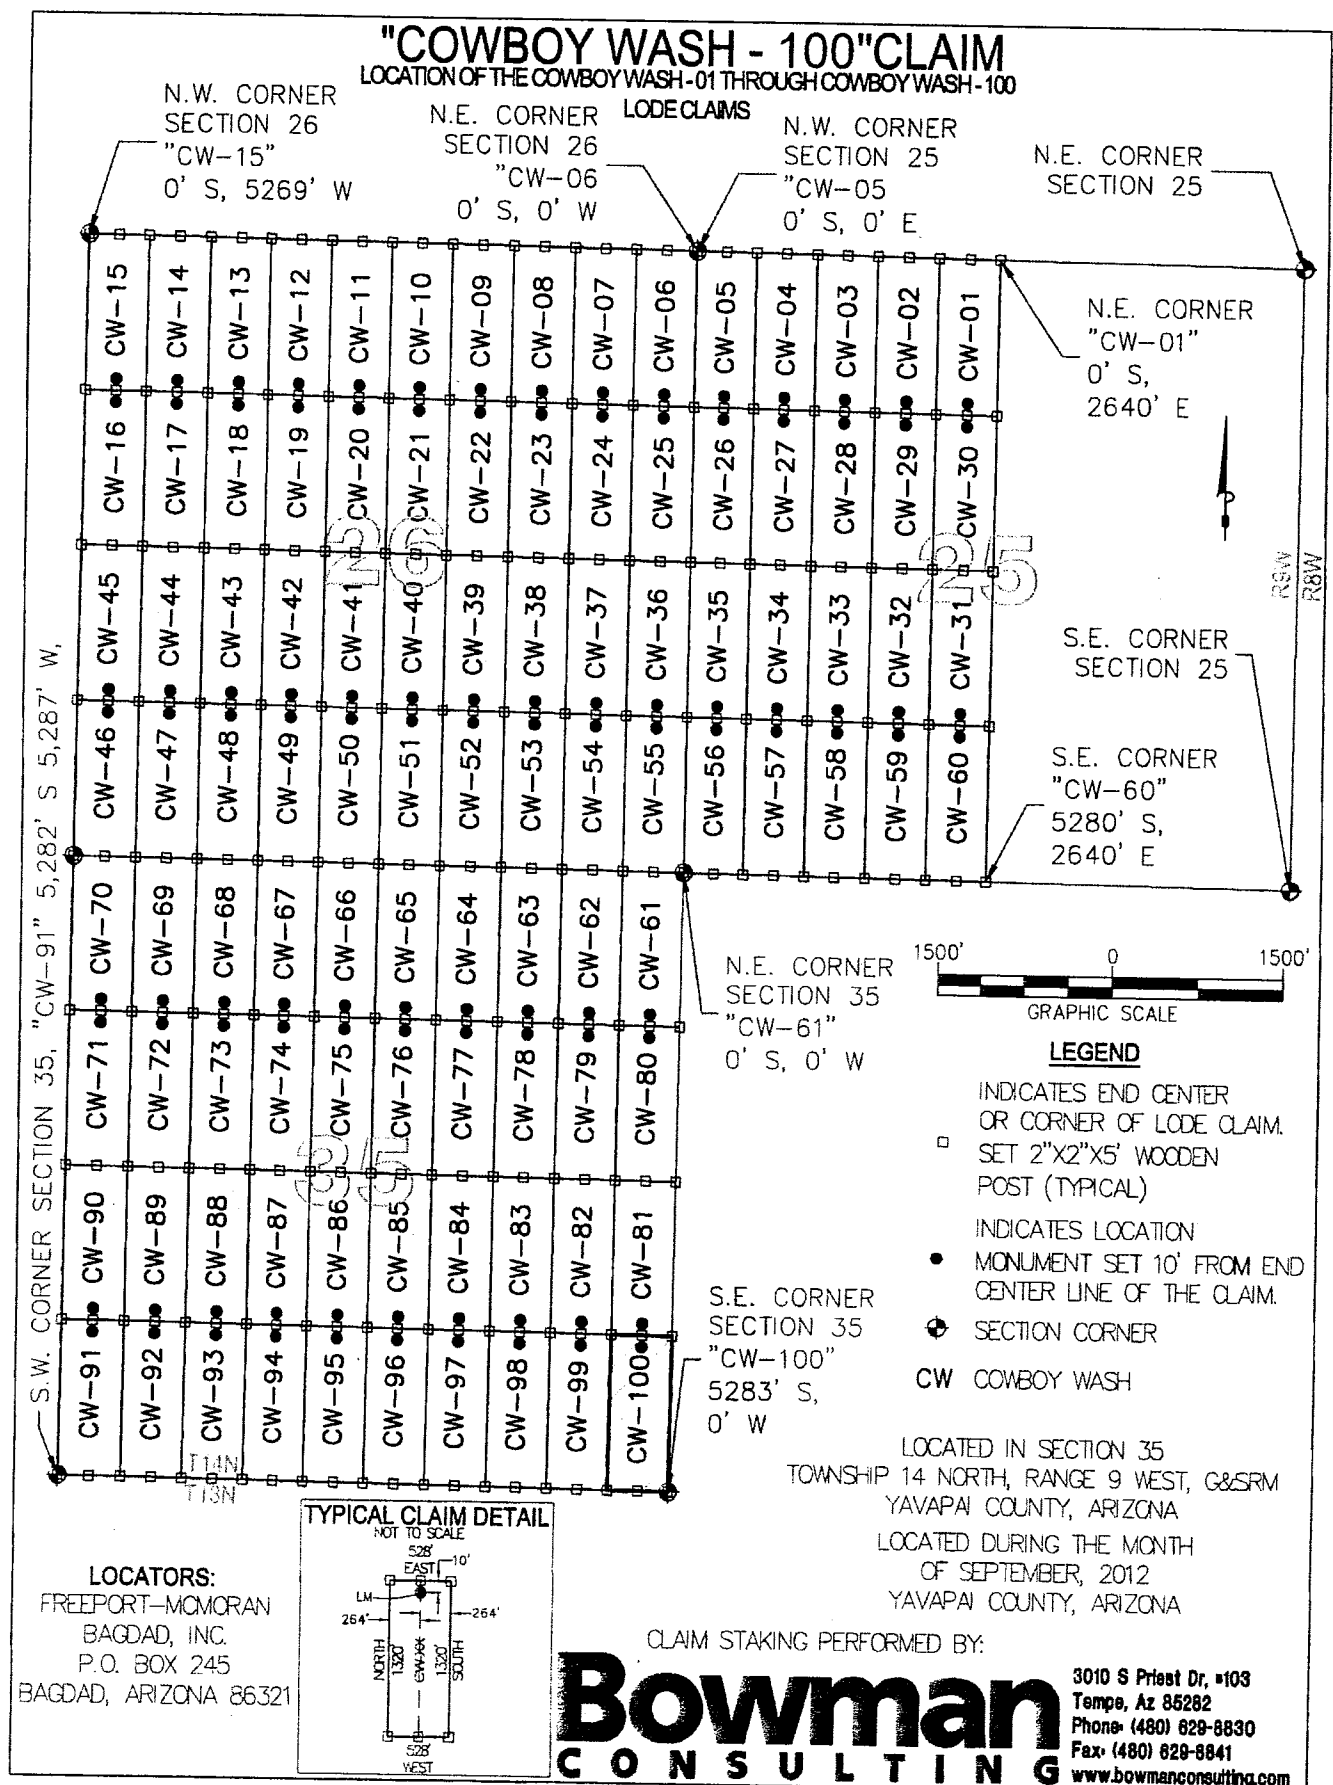 "COWBOY WASH - 100"CLAIM
LOCATION OF THE COWBOY WASH - 01 THROUGH COWBOY WASH - 100
LODE CLAIMS
N.W. CORNER
SECTION 26
"CW-15"
0' S, 5269' W
N.E. CORNER
SECTION 26
"CW-06
0' S, 0' W
N.W. CORNER
SECTION 25
"CW-05
0' S, 0' E
N.E. CORNER
SECTION 25
CW-15 CW-14 CW-13 CW-12 CW-11 CW-10 CW-09 CW-08 CW-07 CW-06 CW-05 CW-04 CW-03 CW-02 CW-01
N.E. CORNER
"CW-01"
0' S,
2640' E
CW-16 CW-17 CW-18 CW-19 CW-20 CW-21 CW-22 CW-23 CW-24 CW-25 CW-26 CW-27 CW-28 CW-29 CW-30
26
25
R9W
R8W
CW-45 CW-44 CW-43 CW-42 CW-41 CW-40 CW-39 CW-38 CW-37 CW-36 CW-35 CW-34 CW-33 CW-32 CW-31
S.E. CORNER
SECTION 25
CW-46 CW-47 CW-48 CW-49 CW-50 CW-51 CW-52 CW-53 CW-54 CW-55 CW-56 CW-57 CW-58 CW-59 CW-60
S.E. CORNER
"CW-60"
5280' S,
2640' E
CW-70 CW-69 CW-68 CW-67 CW-66 CW-65 CW-64 CW-63 CW-62 CW-61
N.E. CORNER
SECTION 35
"CW-61"
0' S, 0' W
CW-71 CW-72 CW-73 CW-74 CW-75 CW-76 CW-77 CW-78 CW-79 CW-80
35
CW-90 CW-89 CW-88 CW-87 CW-86 CW-85 CW-84 CW-83 CW-82 CW-81
CW-91 CW-92 CW-93 CW-94 CW-95 CW-96 CW-97 CW-98 CW-99 CW-100
S.E. CORNER
SECTION 35
"CW-100"
5283' S,
0' W
S.W. CORNER SECTION 35, "CW-91" 5,282' S 5,287' W,
T14N
T13N
1500' 0 1500'
GRAPHIC SCALE
LEGEND
INDICATES END CENTER
OR CORNER OF LODE CLAIM.
SET 2"X2"X5' WOODEN
POST (TYPICAL)
INDICATES LOCATION
MONUMENT SET 10' FROM END
CENTER LINE OF THE CLAIM.
SECTION CORNER
CW COWBOY WASH
LOCATED IN SECTION 35
TOWNSHIP 14 NORTH, RANGE 9 WEST, G&SRM
YAVAPAI COUNTY, ARIZONA
LOCATED DURING THE MONTH
OF SEPTEMBER, 2012
YAVAPAI COUNTY, ARIZONA
TYPICAL CLAIM DETAIL
NOT TO SCALE
528'
EAST
10'
LM
264' 264'
NORTH
1320'
CW-XX
1320'
SOUTH
528'
WEST
LOCATORS:
FREEPORT-MCMORAN
BAGDAD, INC.
P.O. BOX 245
BAGDAD, ARIZONA 86321
CLAIM STAKING PERFORMED BY:
Bowman
CONSULTING
3010 S Priest Dr, #103
Tempe, Az 85282
Phone: (480) 629-8830
Fax: (480) 629-8841
www.bowmanconsulting.com